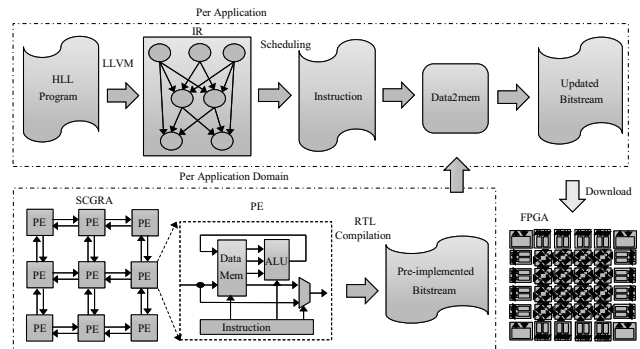 Per Application
HLL
Program
LLVM
IR
Scheduling
Instruction
Data2mem
Updated
Bitstream
Per Application Domain
Download
SCGRA
PE PE PE
PE PE PE
PE PE PE
PE
Data
Mem
ALU
Instruction
RTL
Compilation
Pre-implemented
Bitstream
FPGA